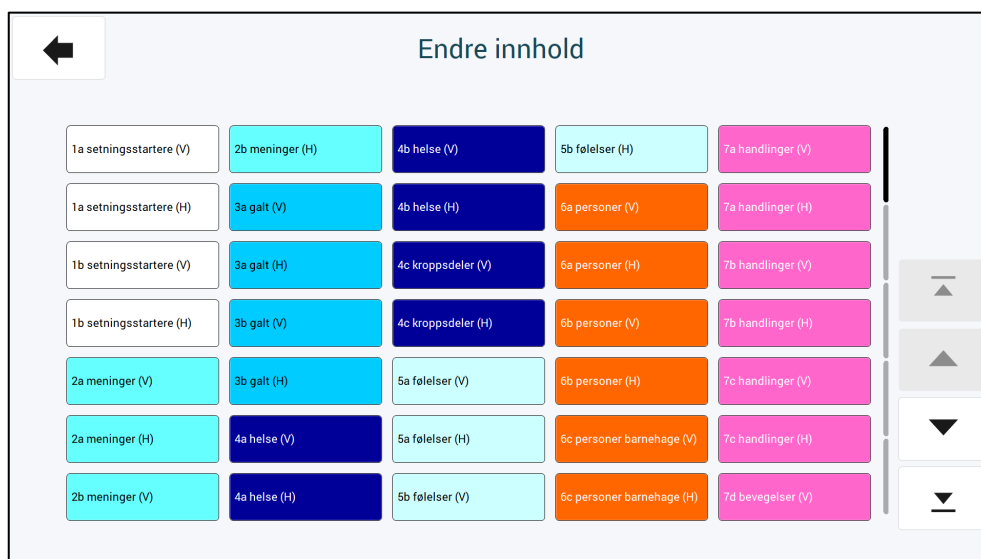 Endre innhold
1a setningsstartere (V)
2b meninger (H)
4b helse (V)
5b følelser (H)
7a handlinger (V)
1a setningsstartere (H)
3a galt (V)
4b helse (H)
6a personer (V)
7a handlinger (H)
1b setningsstartere (V)
3a galt (H)
4c kroppsdeler (V)
6a personer (H)
7b handlinger (V)
1b setningsstartere (H)
3b galt (V)
4c kroppsdeler (H)
6b personer (V)
7b handlinger (H)
2a meninger (V)
3b galt (H)
5a følelser (V)
6b personer (H)
7c handlinger (V)
2a meninger (H)
4a helse (V)
5a følelser (H)
6c personer barnehage (V)
7c handlinger (H)
2b meninger (V)
4a helse (H)
5b følelser (V)
6c personer barnehage (H)
7d bevegelser (V)